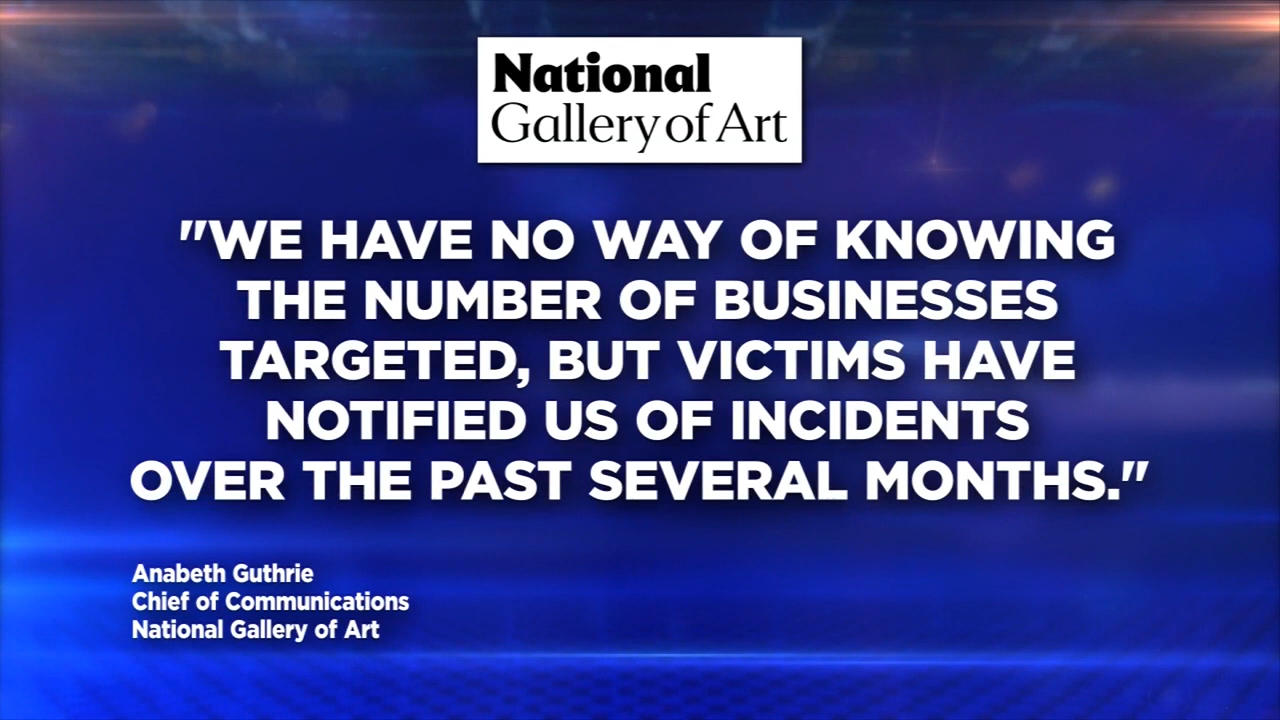 National
Gallery of Art
"WE HAVE NO WAY OF KNOWING
THE NUMBER OF BUSINESSES
TARGETED, BUT VICTIMS HAVE
NOTIFIED US OF INCIDENTS
OVER THE PAST SEVERAL MONTHS."
Anabeth Guthrie
Chief of Communications
National Gallery of Art